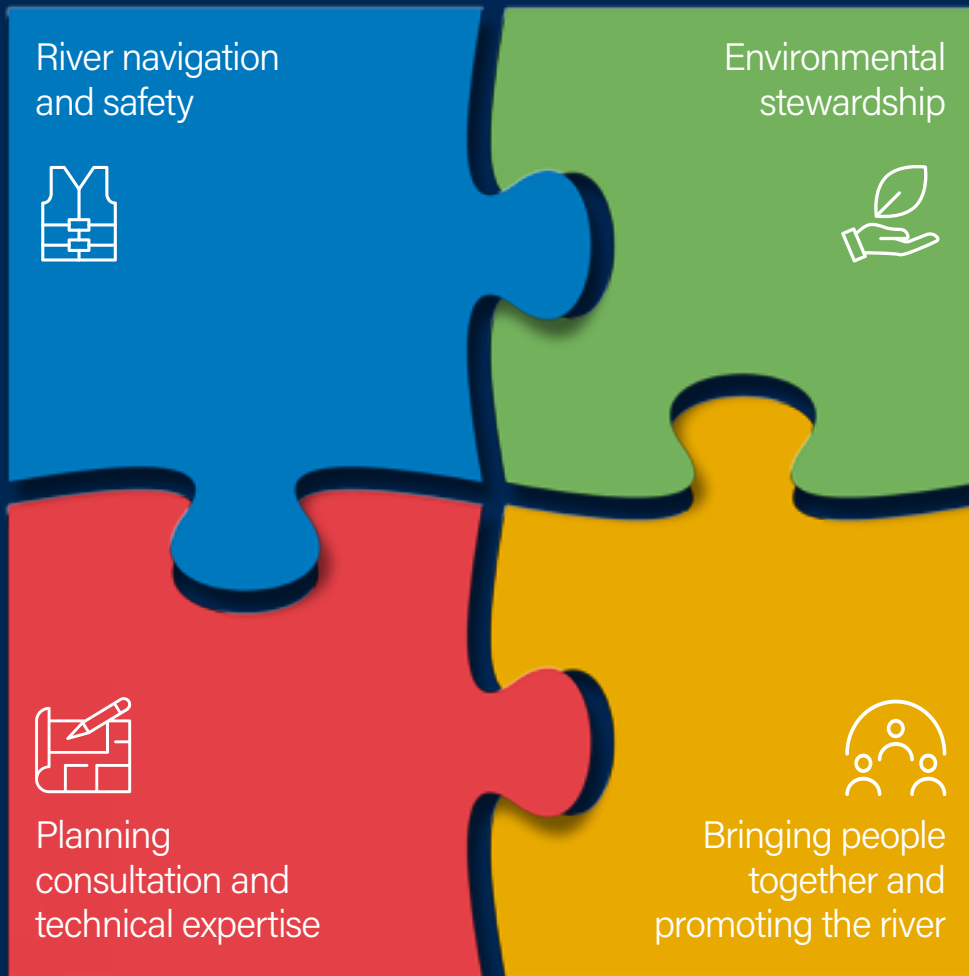 River navigation
and safety
Environmental
stewardship
Planning
consultation and
technical expertise
Bringing people
together and
promoting the river